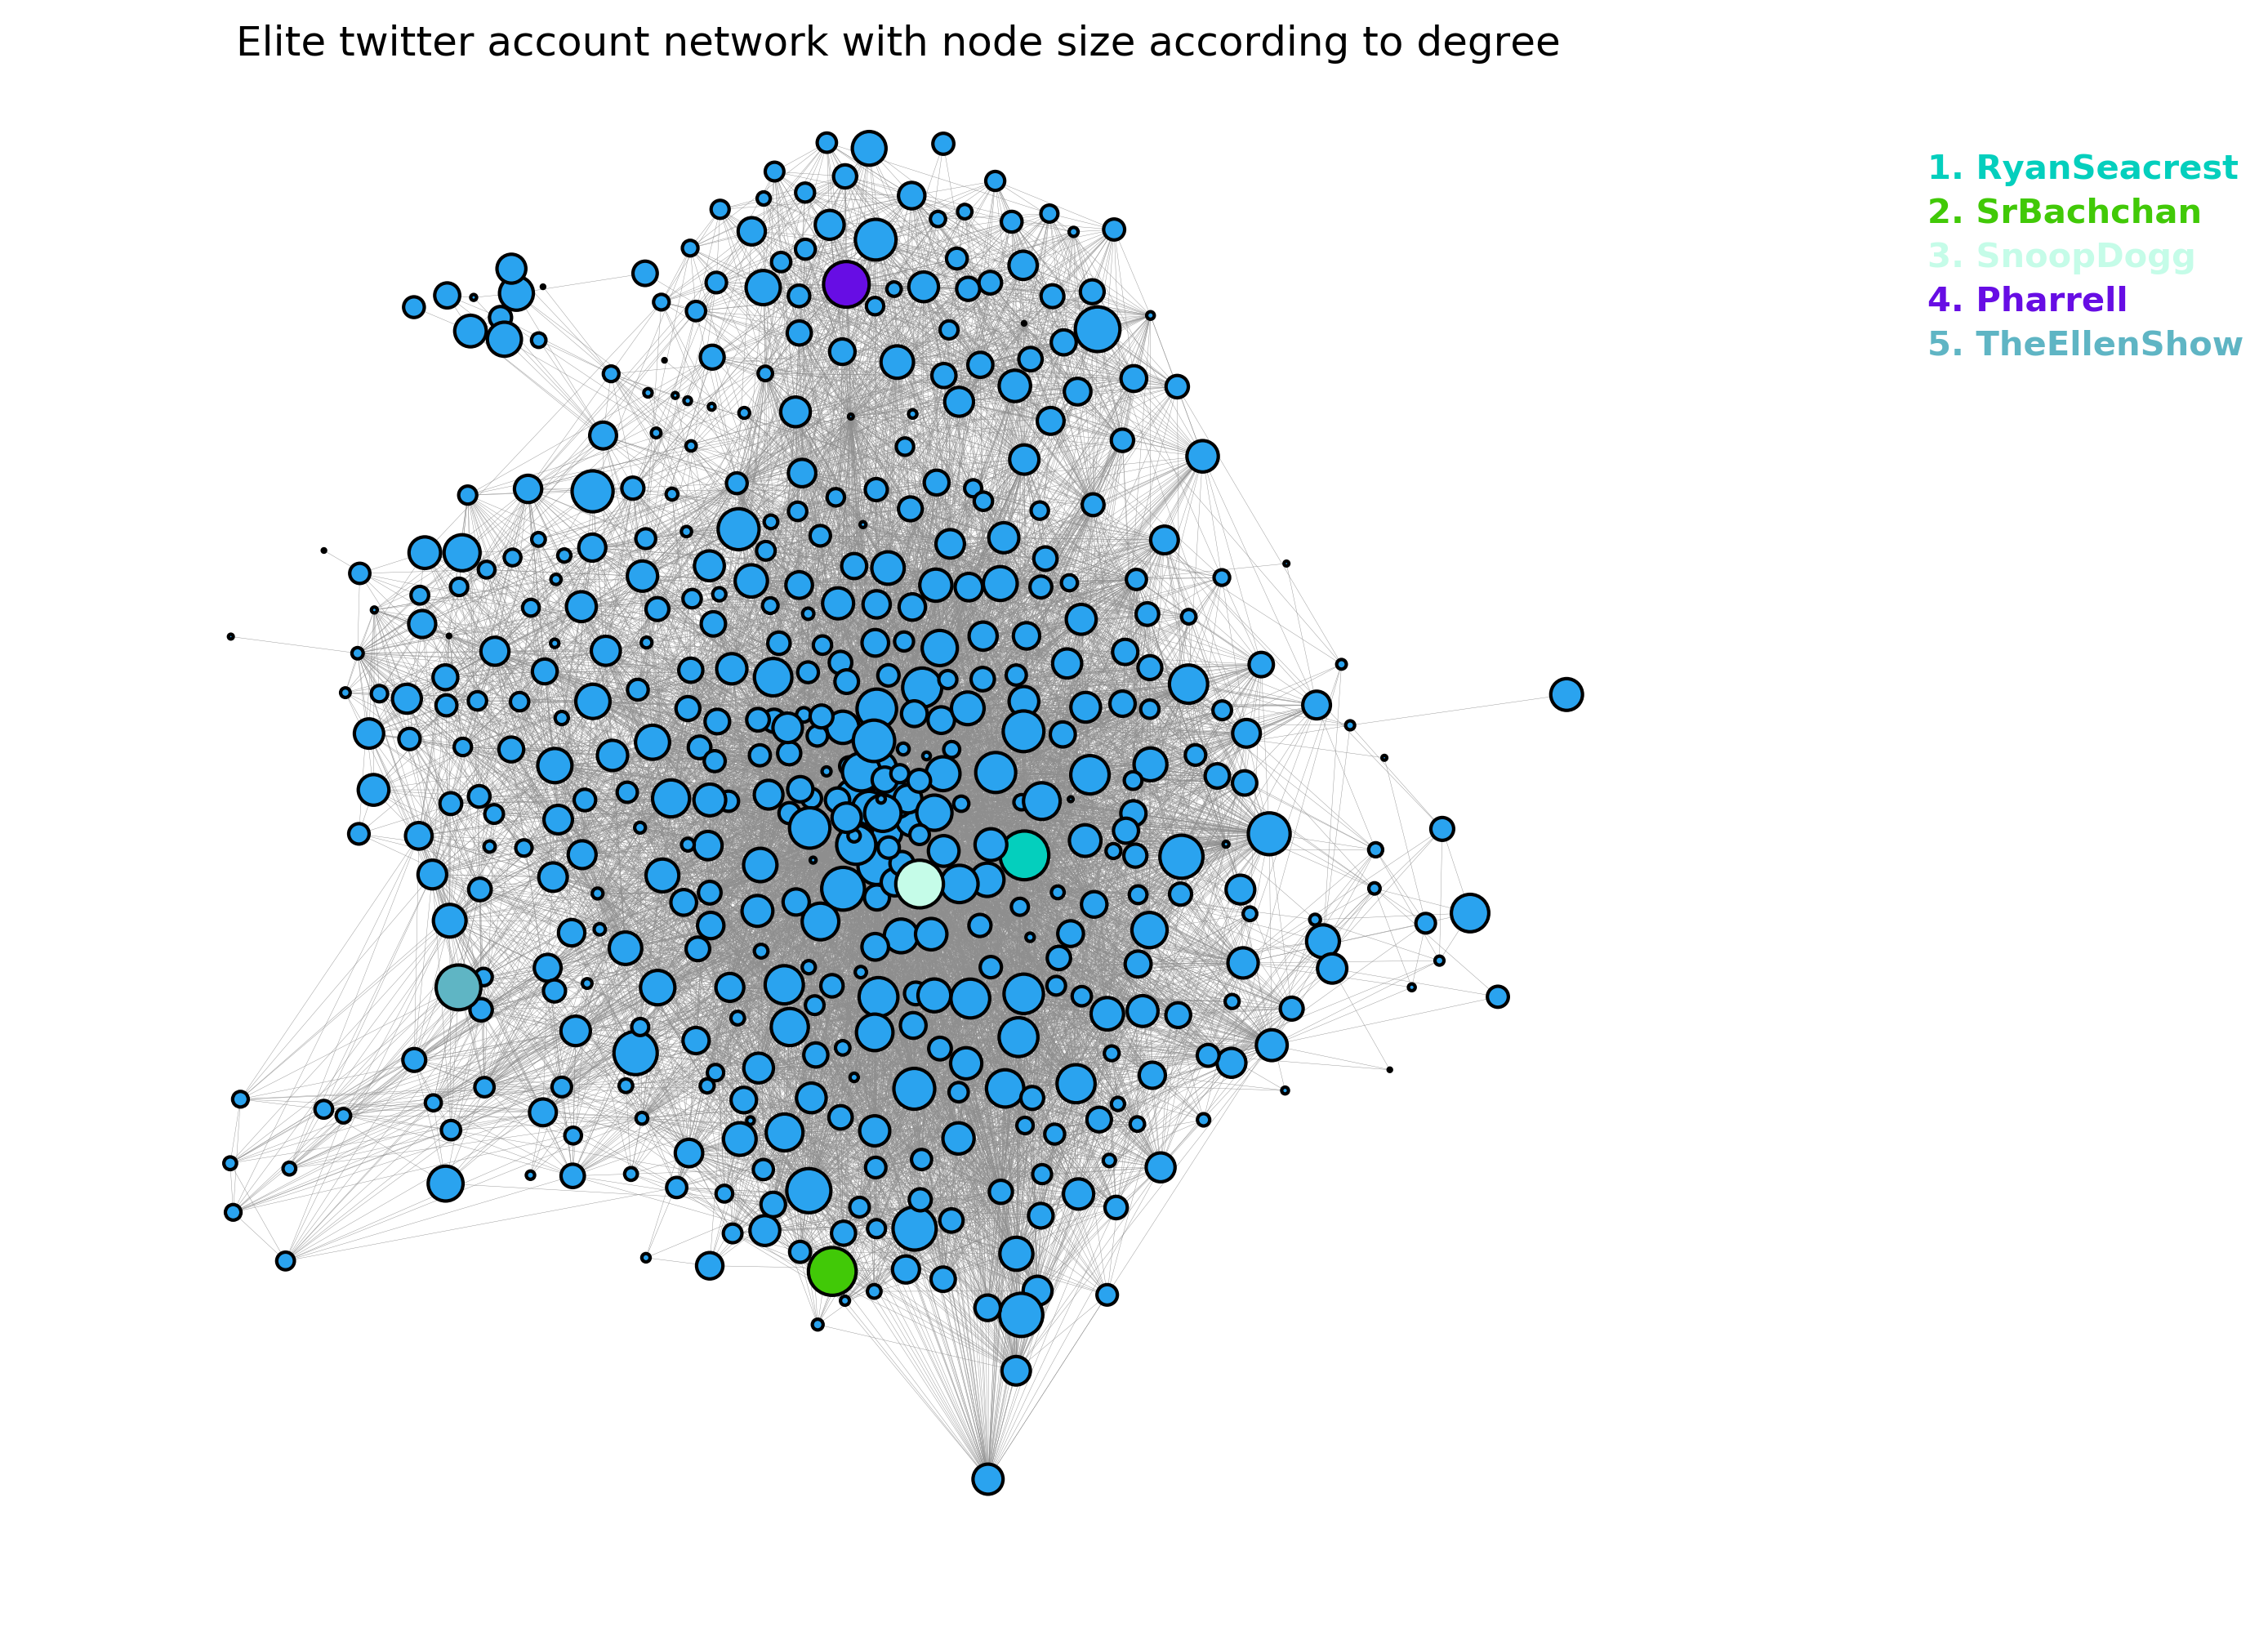 Elite twitter account network with node size according to degree
1. RyanSeacrest
2. SrBachchan
3. SnoopDogg
4. Pharrell
5. TheEllenShow